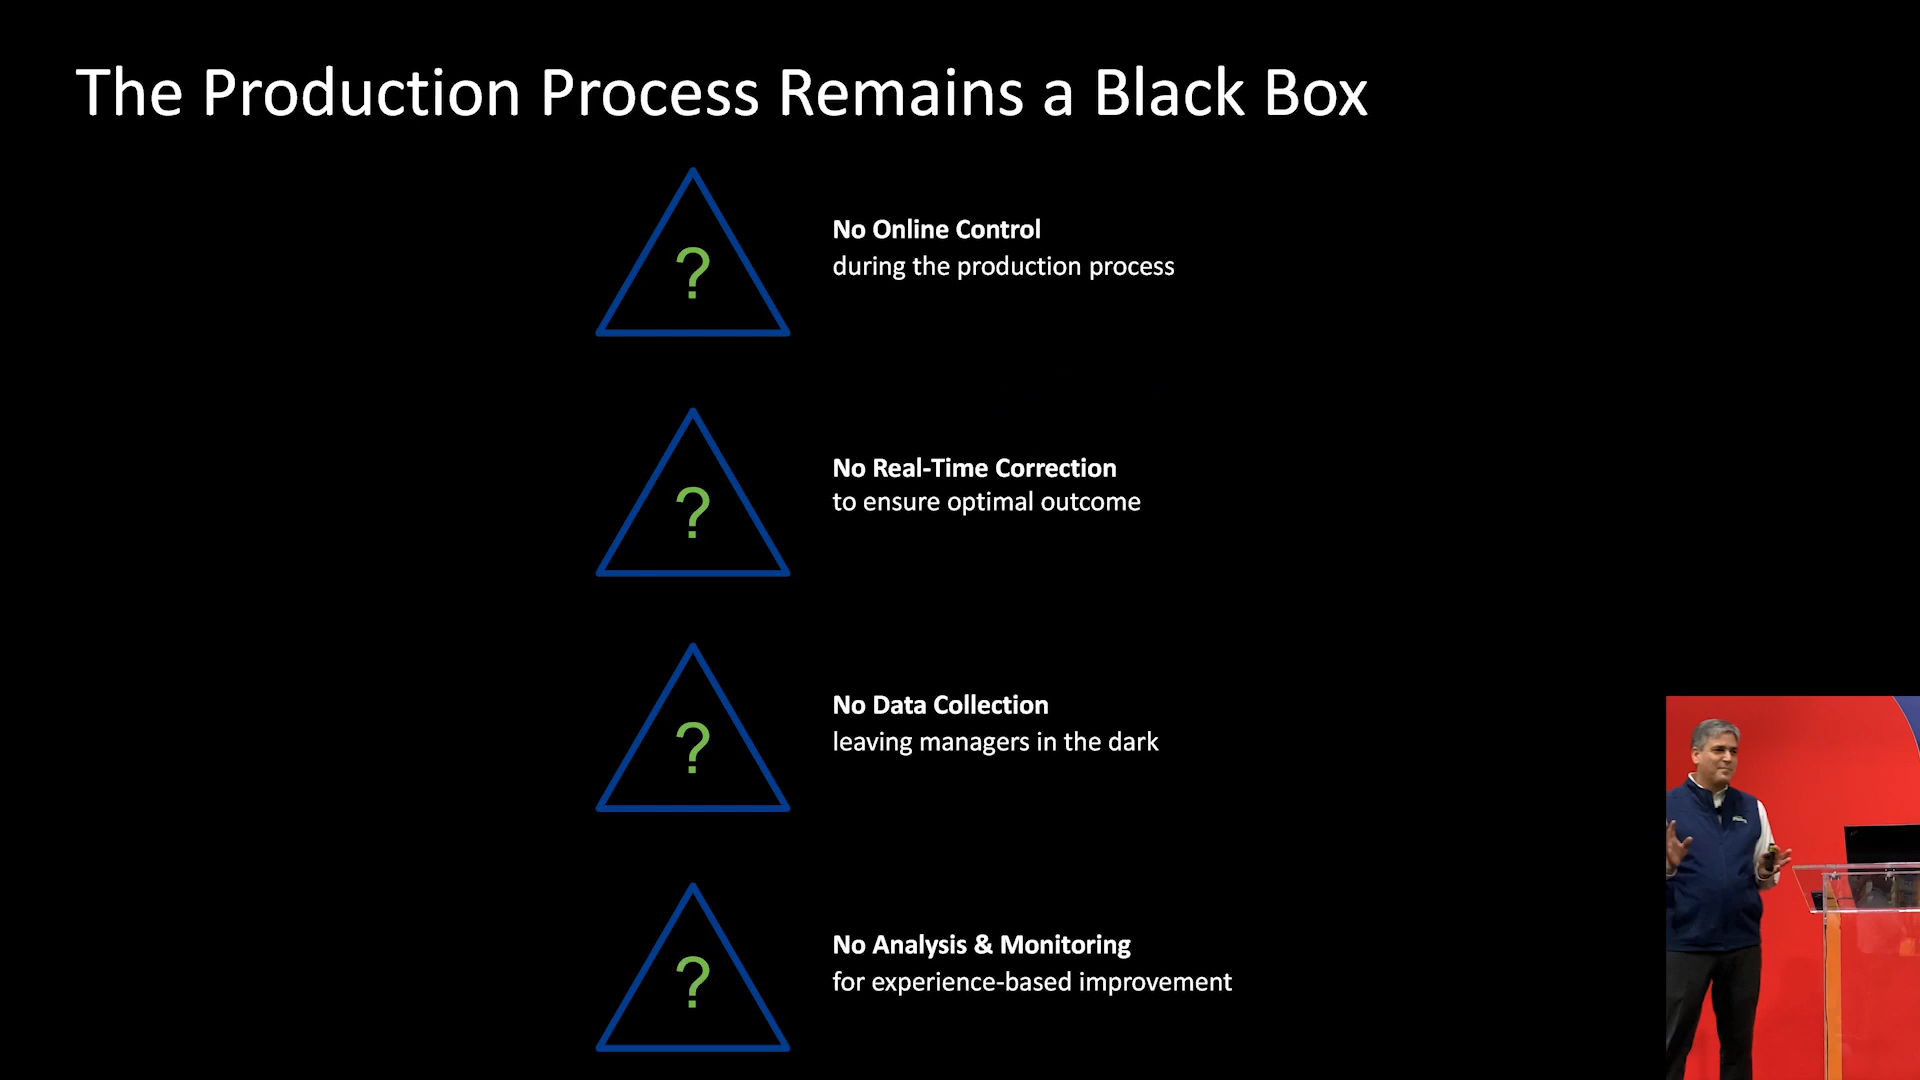 The Production Process Remains a Black Box
?
No Online Control
during the production process
?
No Real-Time Correction
to ensure optimal outcome
?
No Data Collection
leaving managers in the dark
?
No Analysis & Monitoring
for experience-based improvement